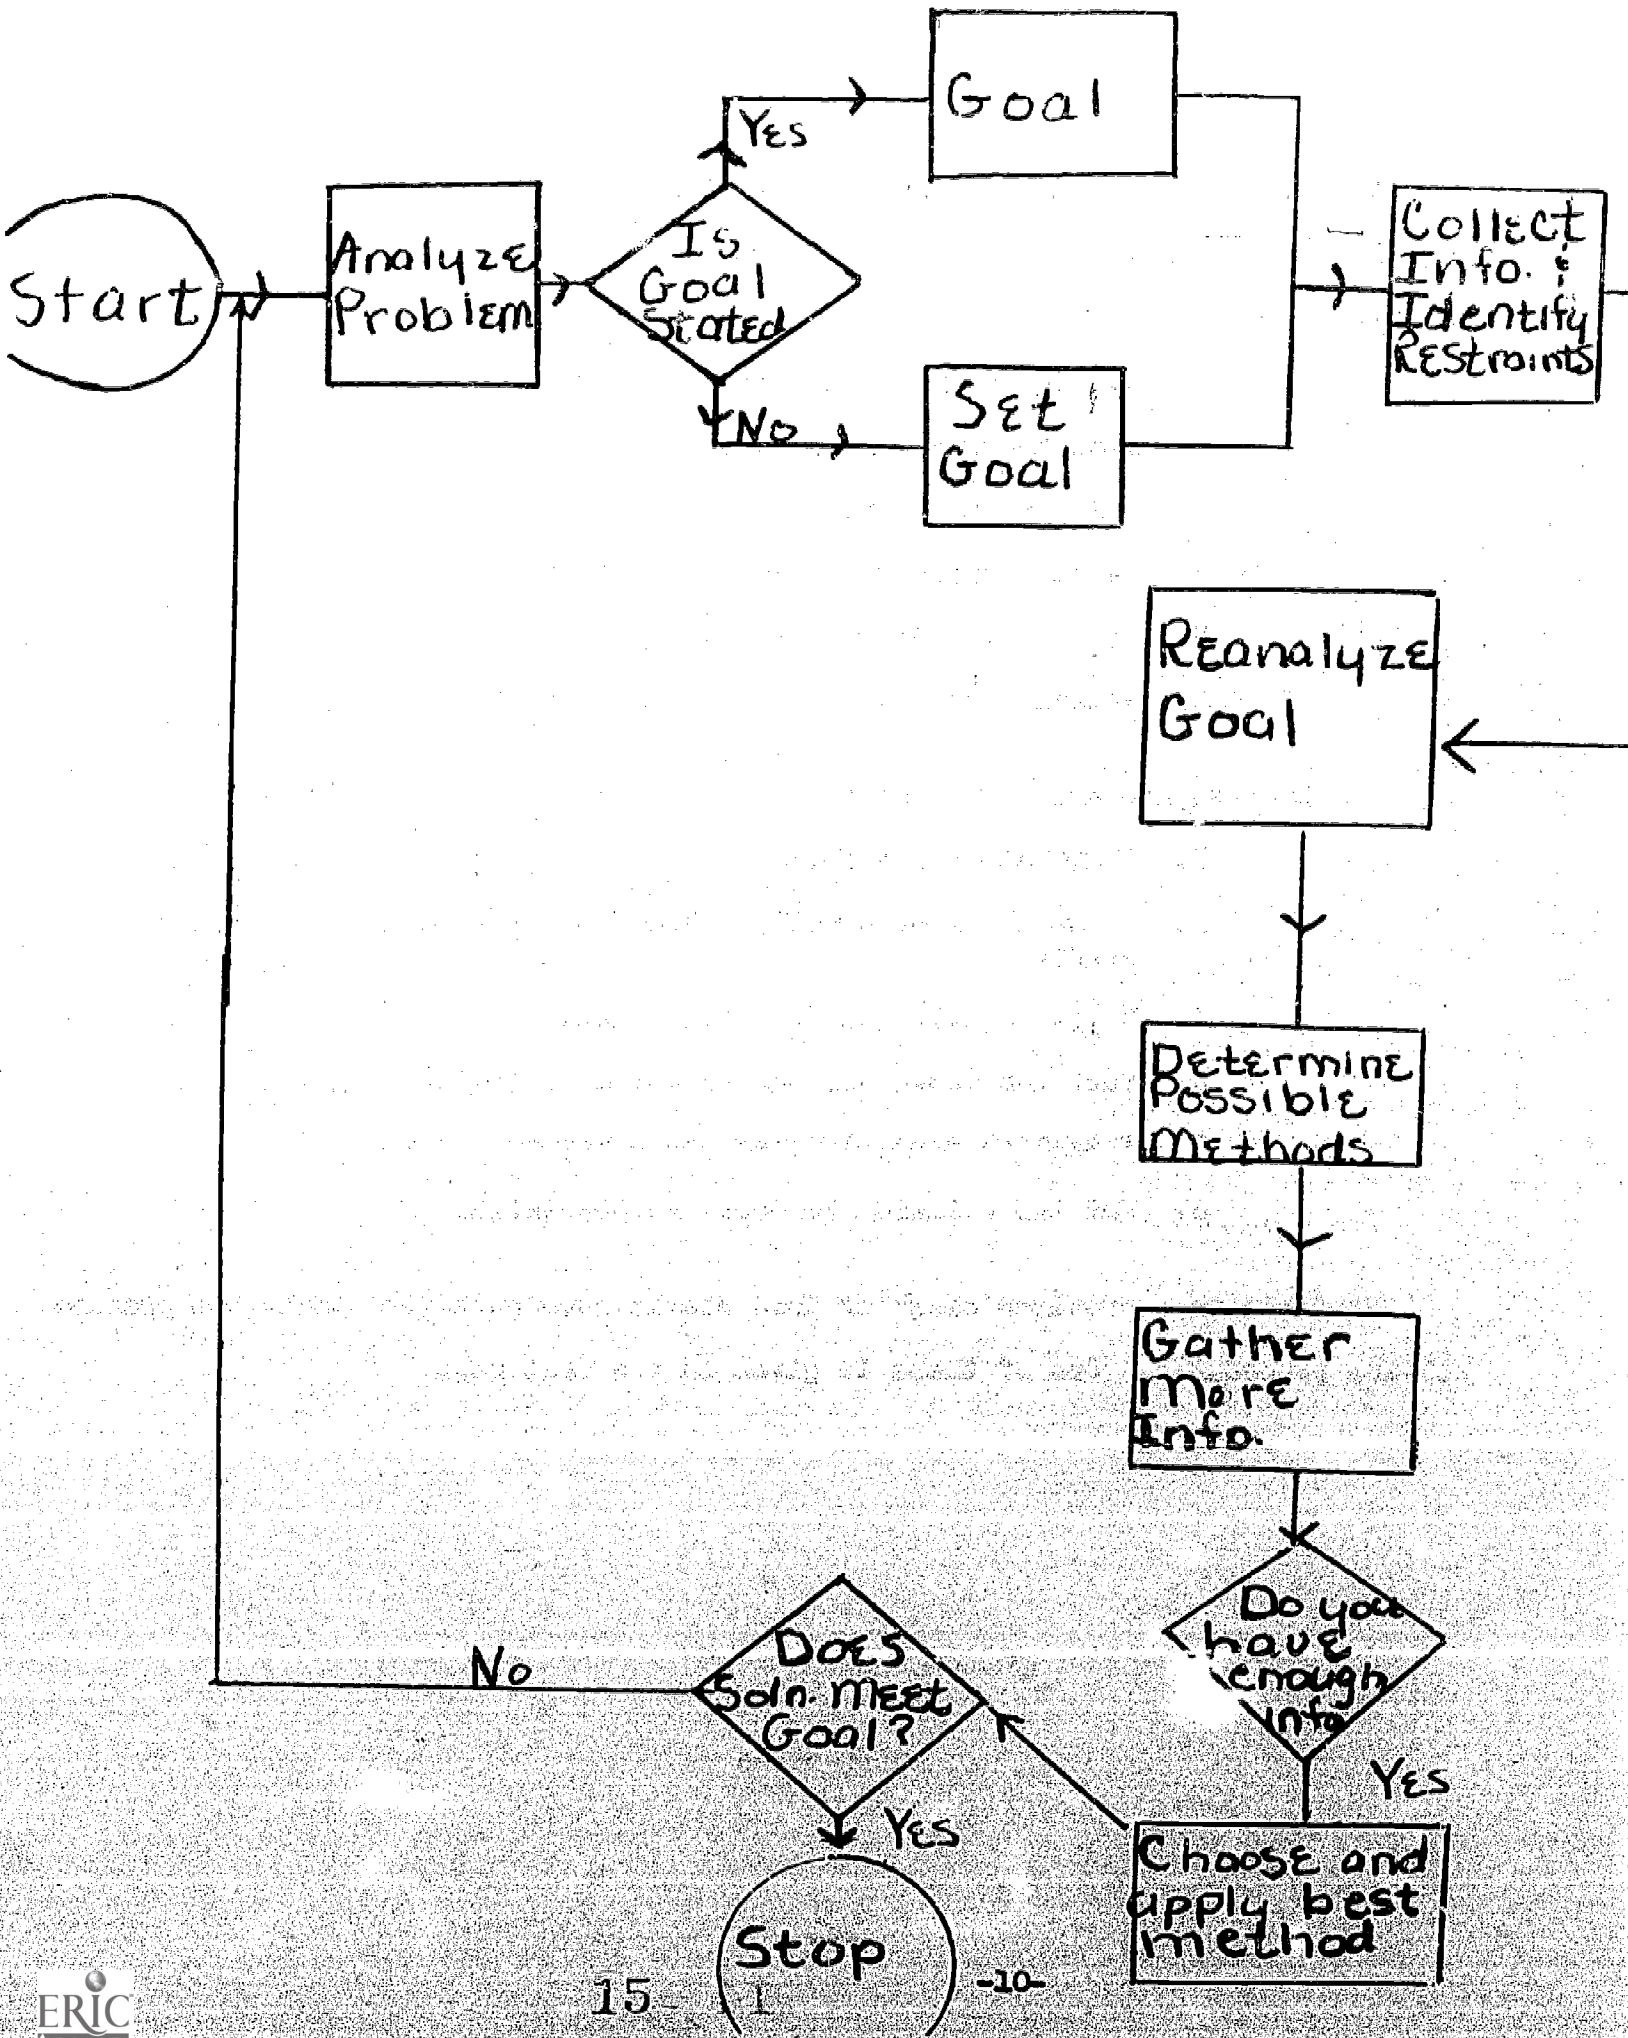 Start
Analyze
Problem
Is
Goal
Stated
Yes
Goal
No
Set
Goal
Collect
Info. &
Identify
Restraints
Reanalyze
Goal
Determine
Possible
Methods
Gather
More
Info.
Do you
have
enough
info
Yes
Choose and
apply best
method
Does
Soln. Meet
Goal?
No
Yes
Stop
15
-10-
ERIC